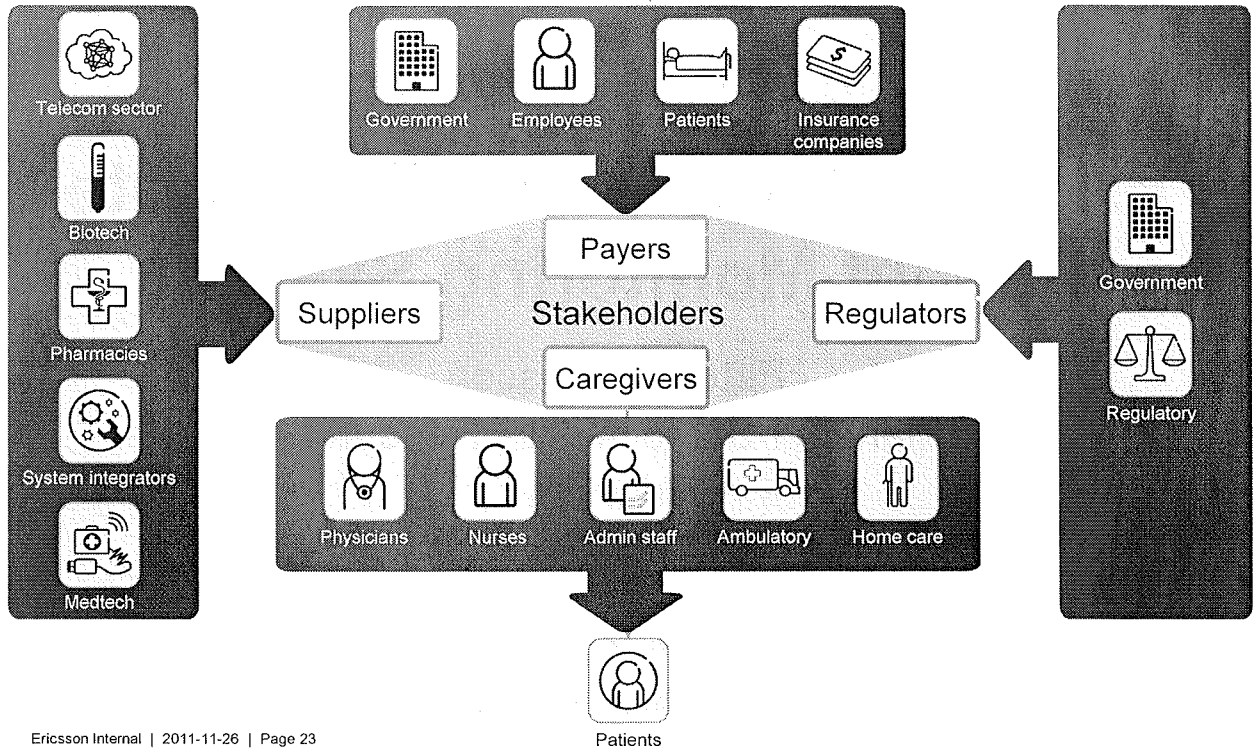 Telecom sector
Biotech
Pharmacies
System integrators
Medtech
Government
Employees
Patients
Insurance
companies
$
Payers
Suppliers
Stakeholders
Regulators
Caregivers
Government
Regulatory
Physicians
Nurses
Admin staff
Ambulatory
Home care
Patients
Ericsson Internal | 2011-11-26 | Page 23